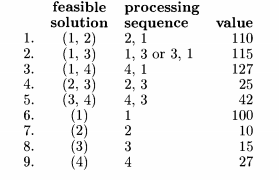 feasible processing
solution sequence value
1. (1, 2) 2, 1 110
2. (1, 3) 1, 3 or 3, 1 115
3. (1, 4) 4, 1 127
4. (2, 3) 2, 3 25
5. (3, 4) 4, 3 42
6. (1) 1 100
7. (2) 2 10
8. (3) 3 15
9. (4) 4 27